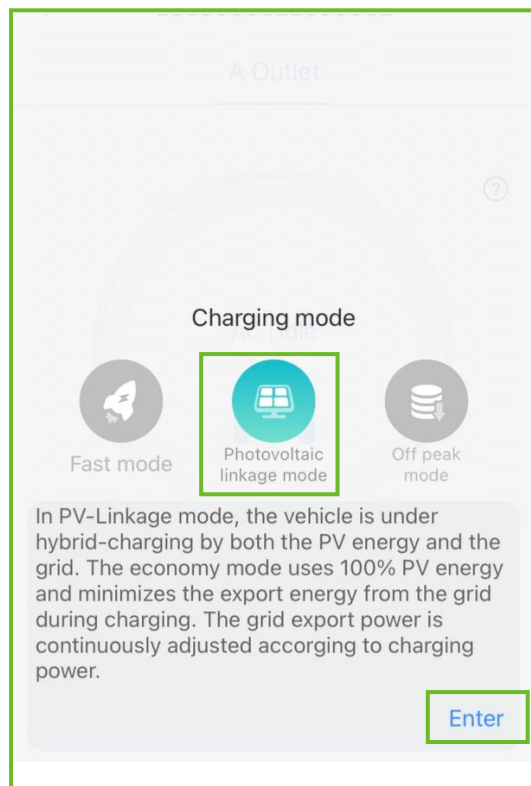 A Outlet
Charging mode
AC | Idle
Fast mode
Photovoltaic
linkage mode
Off peak
mode
In PV-Linkage mode, the vehicle is under
hybrid-charging by both the PV energy and the
grid. The economy mode uses 100% PV energy
and minimizes the export energy from the grid
during charging. The grid export power is
continuously adjusted accorging to charging
power.
Enter